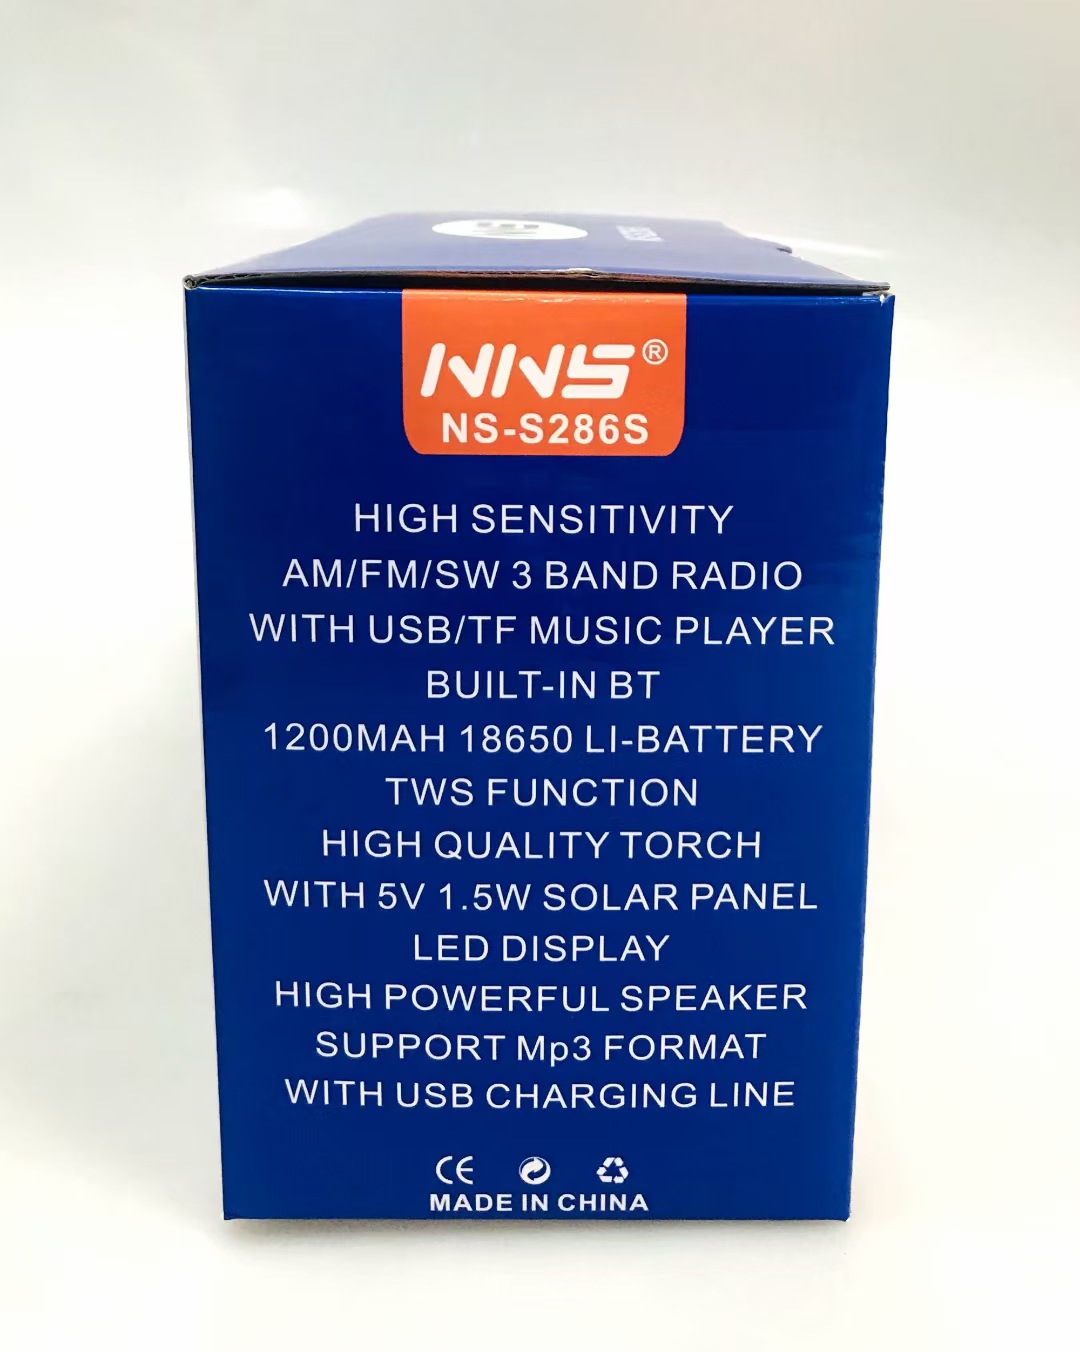 NNS®
NS-S286S
HIGH SENSITIVITY
AM/FM/SW 3 BAND RADIO
WITH USB/TF MUSIC PLAYER
BUILT-IN BT
1200MAH 18650 LI-BATTERY
TWS FUNCTION
HIGH QUALITY TORCH
WITH 5V 1.5W SOLAR PANEL
LED DISPLAY
HIGH POWERFUL SPEAKER
SUPPORT Mp3 FORMAT
WITH USB CHARGING LINE
CE
MADE IN CHINA